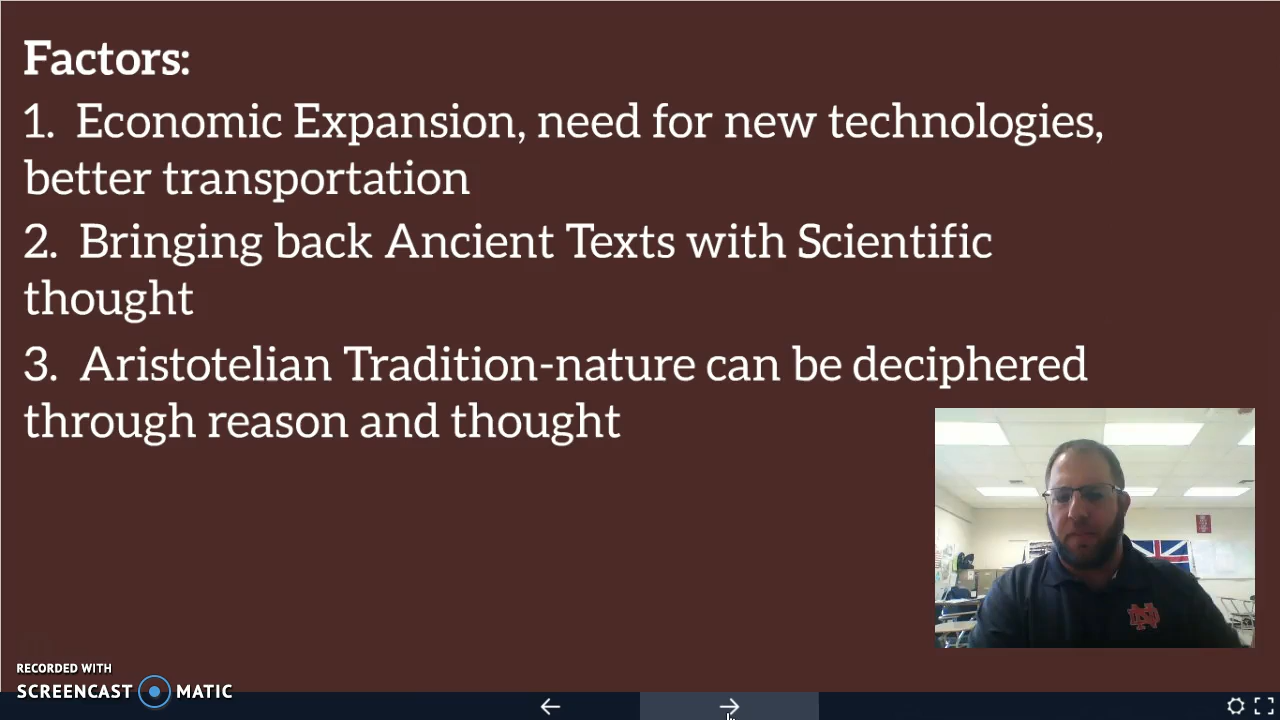 Factors:
1. Economic Expansion, need for new technologies,
better transportation
2. Bringing back Ancient Texts with Scientific
thought
3. Aristotelian Tradition-nature can be deciphered
through reason and thought
RECORDED WITH
SCREENCAST MATIC